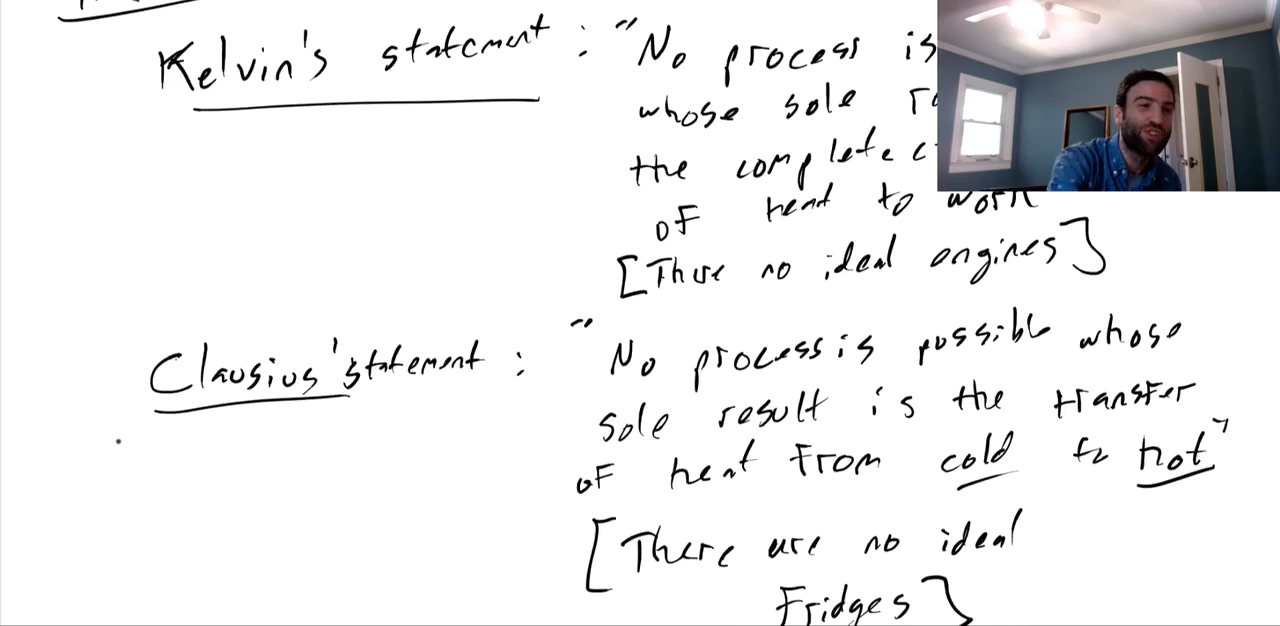 Kelvin's statement : "No process is
whose sole
the complete
of heat to work
[There no ideal engines]
Clausius' statement : "No process is possible whose
sole result is the transfer
of heat from cold to hot"
[There are no ideal
Fridges]